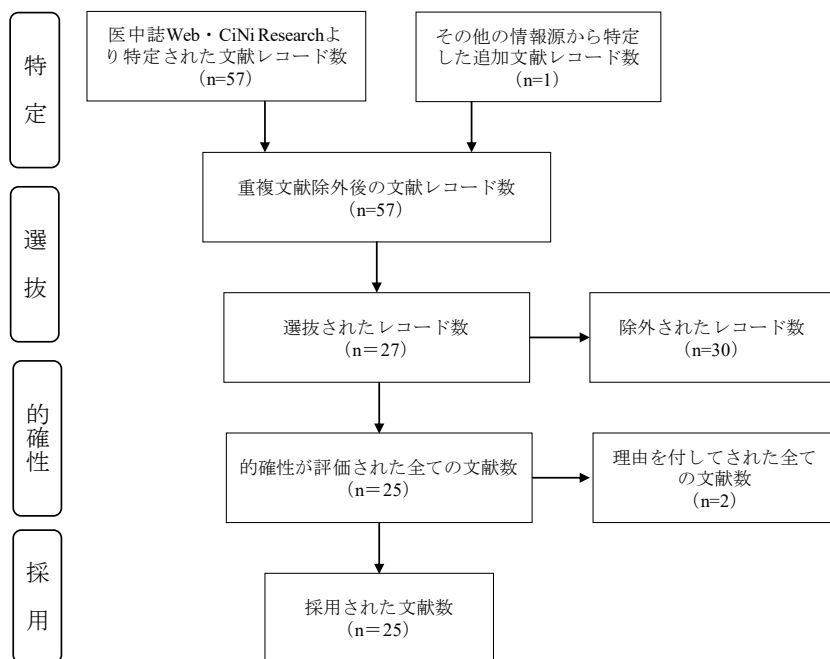 特定
医中誌Web・CiNi Researchよ
り特定された文献レコード数
（n=57）
その他の情報源から特定
した追加文献レコード数
（n=1）
重複文献除外後の文献レコード数
（n=57）
選抜
選抜されたレコード数
（n＝27）
除外されたレコード数
（n=30）
的確性
的確性が評価された全ての文献数
（n＝25）
理由を付してされた全て
の文献数
（n=2）
採用
採用された文献数
（n＝25）